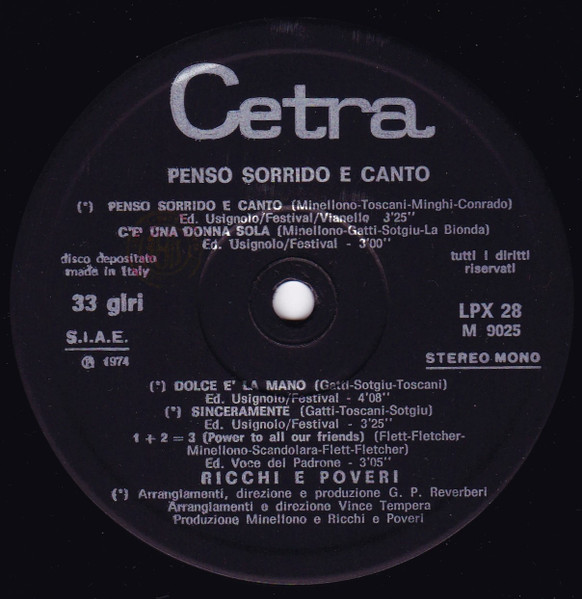 Cetra
PENSO SORRIDO E CANTO
(*) PENSO SORRIDO E CANTO (Minellono-Toscani-Minghi-Conrado)
Ed. Usignolo/Festival/Vianello 3'25"
C'E' UNA DONNA SOLA (Minellono-Gatti-Sotgiu-La Bionda)
Ed. Usignolo/Festival - 3'00"
disco depositato
made in Italy
tutti i diritti
riservati
33 giri
LPX 28
M 9025
S.I.A.E.
STEREO-MONO
Ⓟ 1974
(*) DOLCE E' LA MANO (Gatti-Sotgiu-Toscani)
Ed. Usignolo/Festival - 4'08"
(*) SINCERAMENTE (Gatti-Toscani-Sotgiu)
Ed. Usignolo/Festival - 3'25"
1 + 2 = 3 (Power to all our friends) (Flett-Fletcher-
Minellono-Scandolara-Flett-Fletcher)
Ed. Voce del Padrone - 3'05"
RICCHI E POVERI
(*) Arrangiamenti, direzione e produzione G. P. Reverberi
Arrangiamenti e direzione Vince Tempera
Produzione Minellono e Ricchi e Poveri